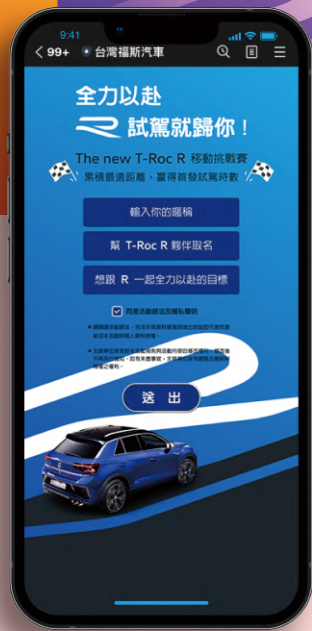 9:41
99+ 台灣福斯汽車
全力以赴
R 試駕就歸你！
The new T-Roc R 移動挑戰賽
累積最遠距離，贏得首發試駕時數
輸入你的暱稱
幫 T-Roc R 夥伴取名
想跟 R 一起全力以赴的目標
同意活動辦法及隱私聲明
送 出